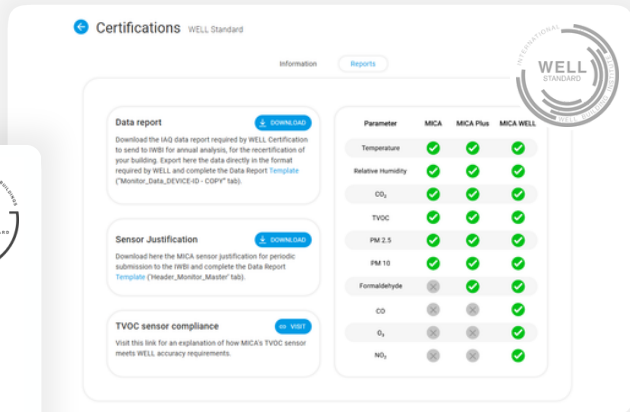 Certifications WELL Standard
Information Reports
INTERNATIONAL
WELL
STANDARD
WELL BUILDING INSTITUTE
Data report
DOWNLOAD
Download the IAQ data report required by WELL Certification
to send to IWBI for annual analysis, for the recertification of
your building. Export here the data directly in the format
required by WELL and complete the Data Report Template
("Monitor_Data_DEVICE-ID - COPY" tab).
Sensor Justification
DOWNLOAD
Download here the MICA sensor justification for periodic
submission to the IWBI and complete the Data Report
Template ('Header_Monitor_Master' tab).
TVOC sensor compliance
VISIT
Visit this link for an explanation of how MICA's TVOC sensor
meets WELL accuracy requirements.
Parameter MICA MICA Plus MICA WELL
Temperature
Relative Humidity
CO₂
TVOC
PM 2.5
PM 10
Formaldehyde
CO
O₃
NO₂